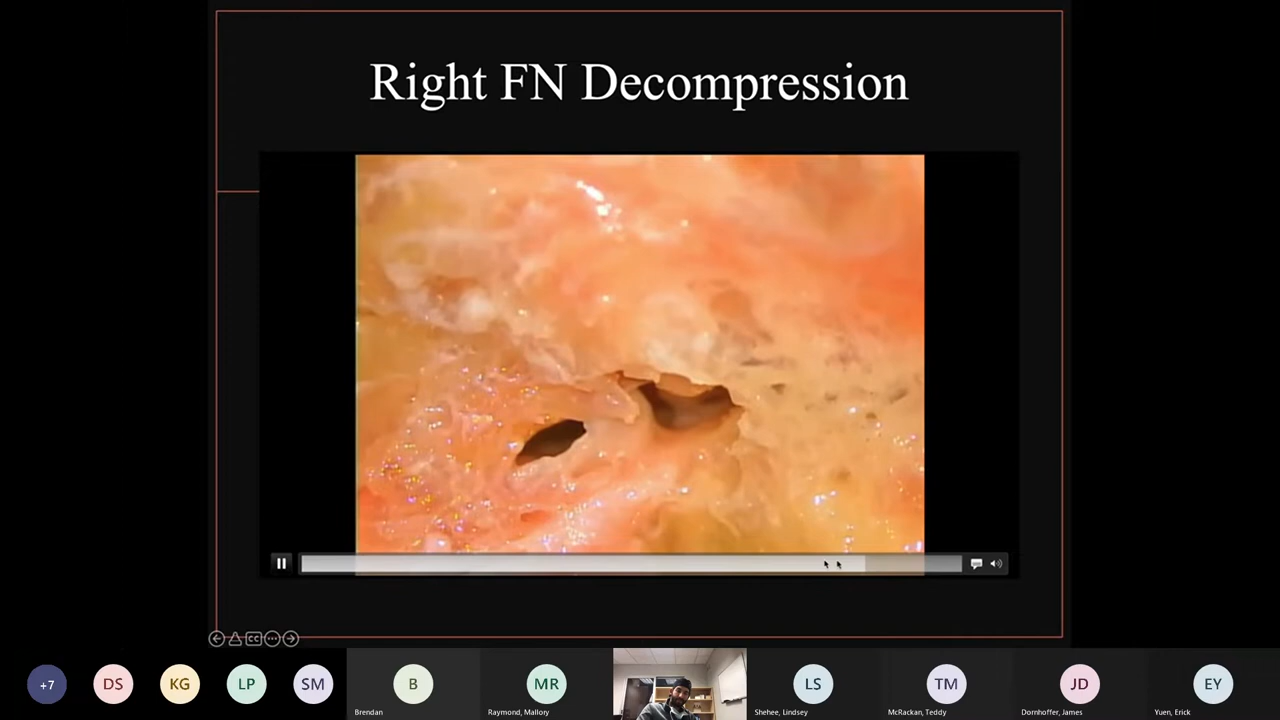 Right FN Decompression
+7
DS
KG
LP
SM
B
MR
LS
TM
JD
EY
Brendan
Raymond, Mallory
Shehee, Lindsey
McRackan, Teddy
Dornhoffer, James
Yuen, Erick